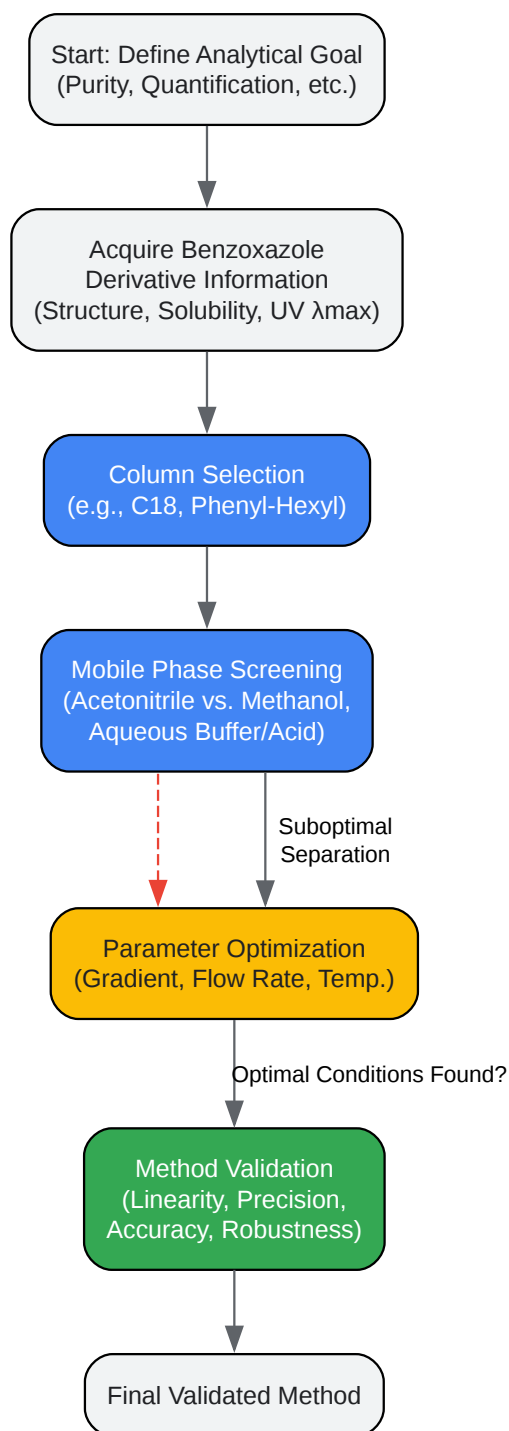 Start: Define Analytical Goal
(Purity, Quantification, etc.)
Acquire Benzoxazole
Derivative Information
(Structure, Solubility, UV λmax)
Column Selection
(e.g., C18, Phenyl-Hexyl)
Mobile Phase Screening
(Acetonitrile vs. Methanol,
Aqueous Buffer/Acid)
Suboptimal
Separation
Parameter Optimization
(Gradient, Flow Rate, Temp.)
Optimal Conditions Found?
Method Validation
(Linearity, Precision,
Accuracy, Robustness)
Final Validated Method